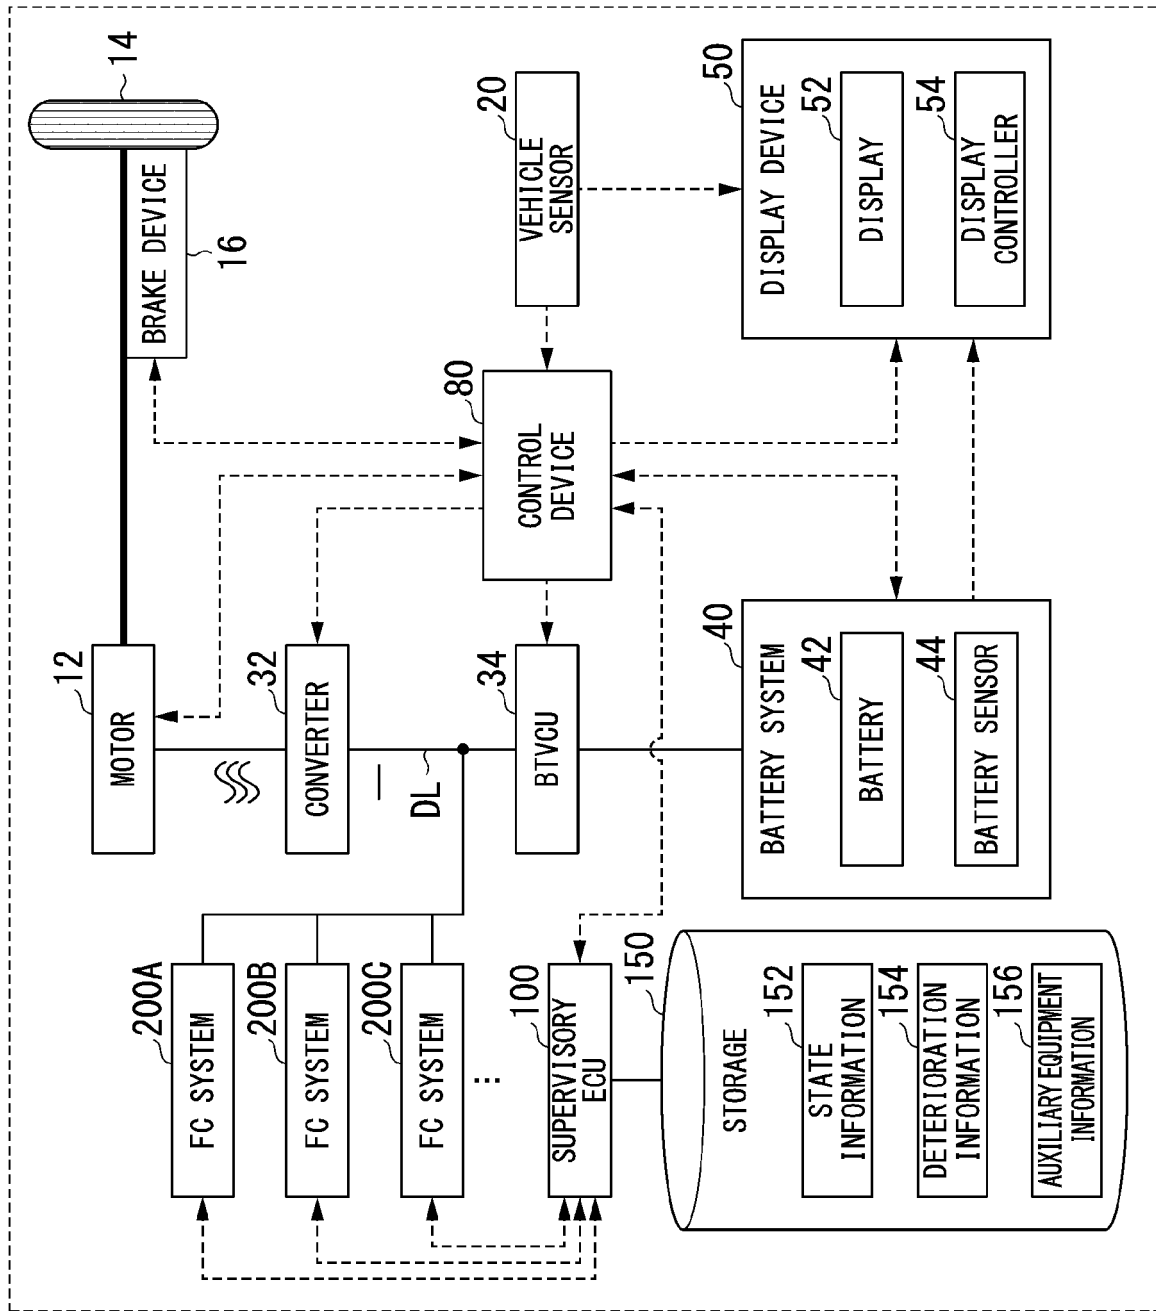 14
BRAKE DEVICE
16
12
MOTOR
20
VEHICLE
SENSOR
80
CONTROL
DEVICE
50
DISPLAY DEVICE
52
DISPLAY
54
DISPLAY
CONTROLLER
32
CONVERTER
DL
34
BTVCU
40
BATTERY SYSTEM
42
BATTERY
44
BATTERY SENSOR
200A
FC SYSTEM
200B
FC SYSTEM
200C
FC SYSTEM
...
100
SUPERVISORY
ECU
150
STORAGE
152
STATE
INFORMATION
154
DETERIORATION
INFORMATION
156
AUXILIARY EQUIPMENT
INFORMATION